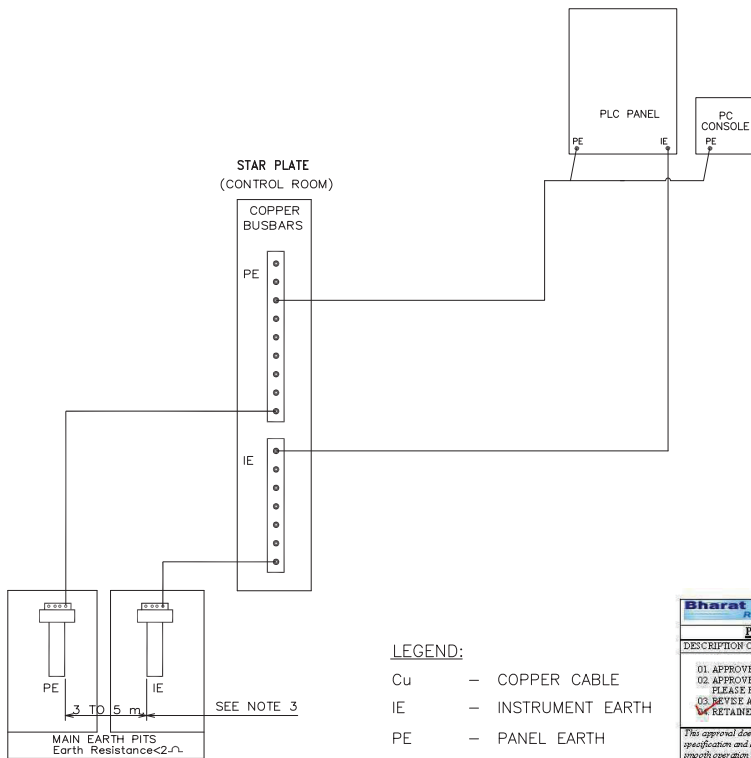 PLC PANEL
PE
IE
PC
CONSOLE
PE
STAR PLATE
(CONTROL ROOM)
COPPER
BUSBARS
PE
IE
PE
IE
3 TO 5 m
SEE NOTE 3
MAIN EARTH PITS
Earth Resistance<2-Ω-
LEGEND:
Cu – COPPER CABLE
IE – INSTRUMENT EARTH
PE – PANEL EARTH
Bharat
DESCRIPTION
01. APPROVE
02. APPROVE
PLEASE
03. REVISE
04. RETAINE
This approval doe
specification and
smooth operation